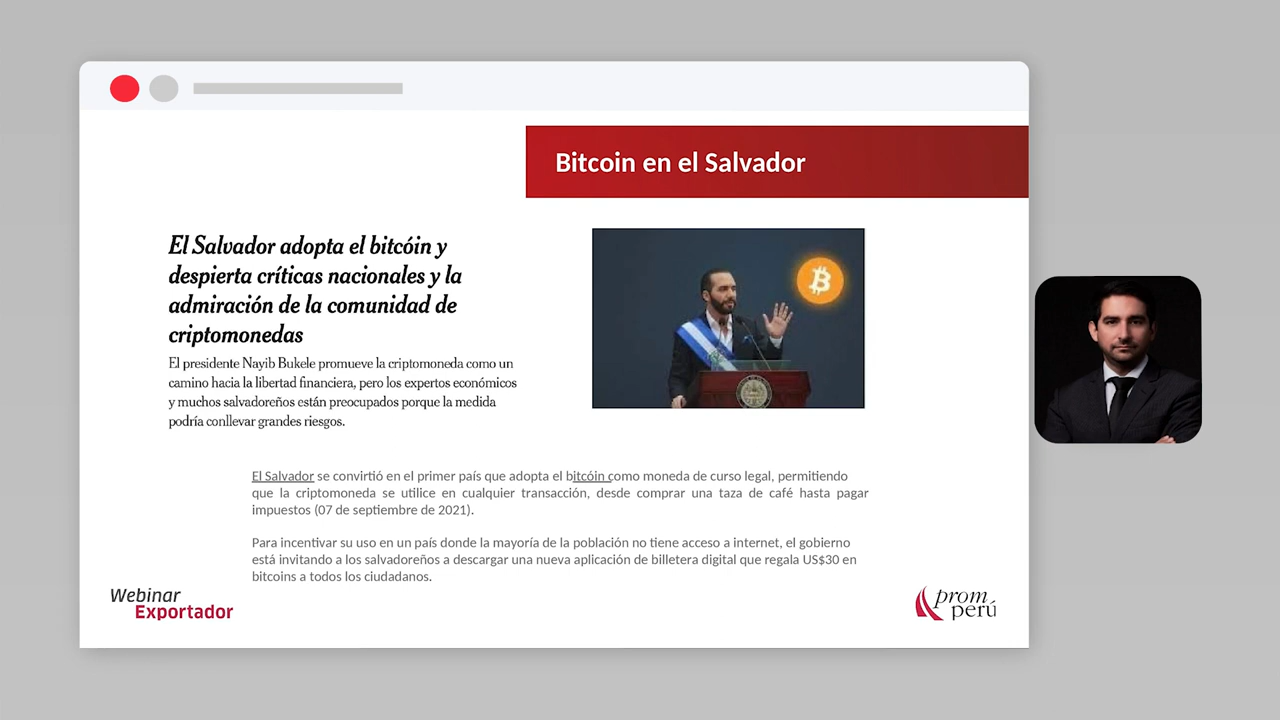 Bitcoin en el Salvador
El Salvador adopta el bitcóin y
despierta críticas nacionales y la
admiración de la comunidad de
criptomonedas
El presidente Nayib Bukele promueve la criptomoneda como un
camino hacia la libertad financiera, pero los expertos económicos
y muchos salvadoreños están preocupados porque la medida
podría conllevar grandes riesgos.
El Salvador se convirtió en el primer país que adopta el bitcóin como moneda de curso legal, permitiendo
que la criptomoneda se utilice en cualquier transacción, desde comprar una taza de café hasta pagar
impuestos (07 de septiembre de 2021).
Para incentivar su uso en un país donde la mayoría de la población no tiene acceso a internet, el gobierno
está invitando a los salvadoreños a descargar una nueva aplicación de billetera digital que regala US$30 en
bitcoins a todos los ciudadanos.
Webinar
Exportador
prom
perú